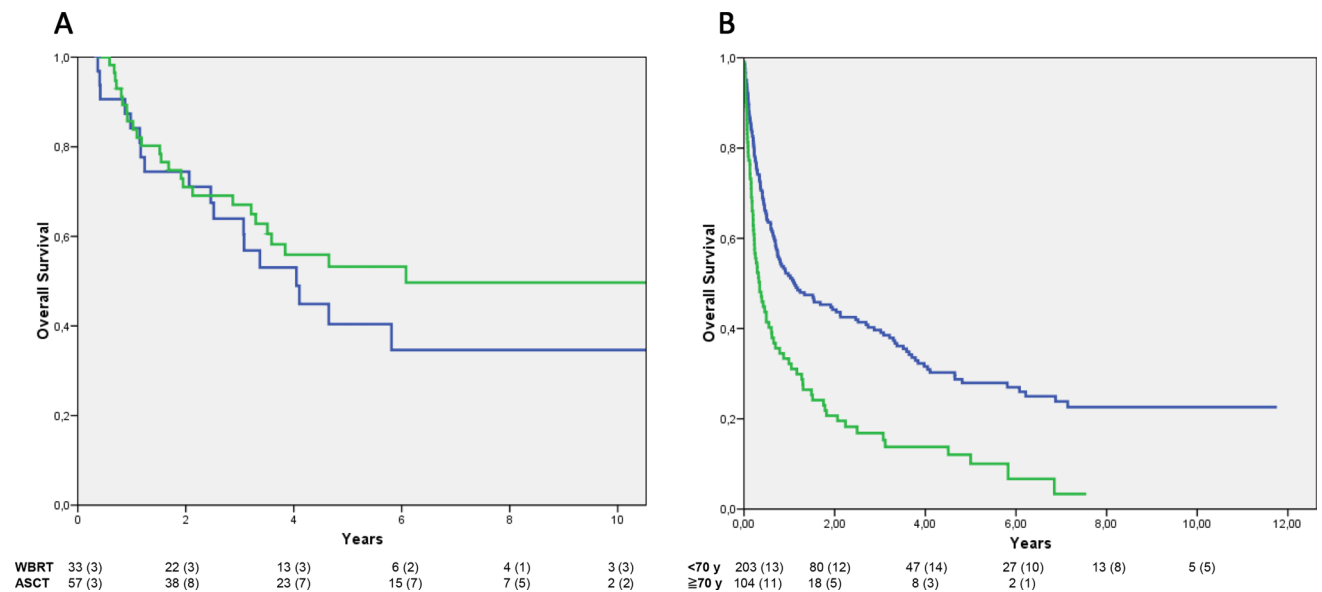 A
1,0
0,8
0,6
0,4
0,2
0,0
Overall Survival
0 2 4 6 8 10
Years
WBRT 33 (3) 22 (3) 13 (3) 6 (2) 4 (1) 3 (3)
ASCT 57 (3) 38 (8) 23 (7) 15 (7) 7 (5) 2 (2)
B
1,0
0,8
0,6
0,4
0,2
0,0
Overall Survival
0,00 2,00 4,00 6,00 8,00 10,00 12,00
Years
<70 y 203 (13) 80 (12) 47 (14) 27 (10) 13 (8) 5 (5)
≧70 y 104 (11) 18 (5) 8 (3) 2 (1)